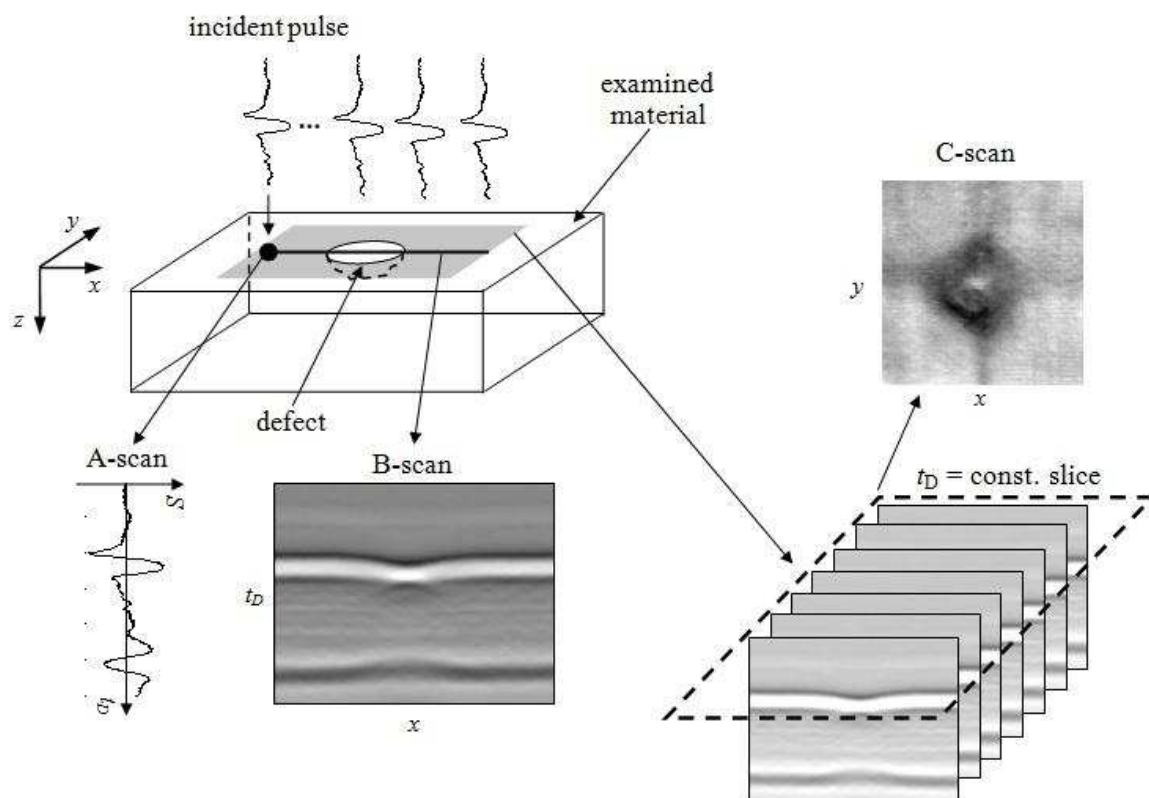 incident pulse
...
examined
material
C-scan
y
x
z
y
x
defect
A-scan
S
t_D
B-scan
t_D
x
t_D = const. slice